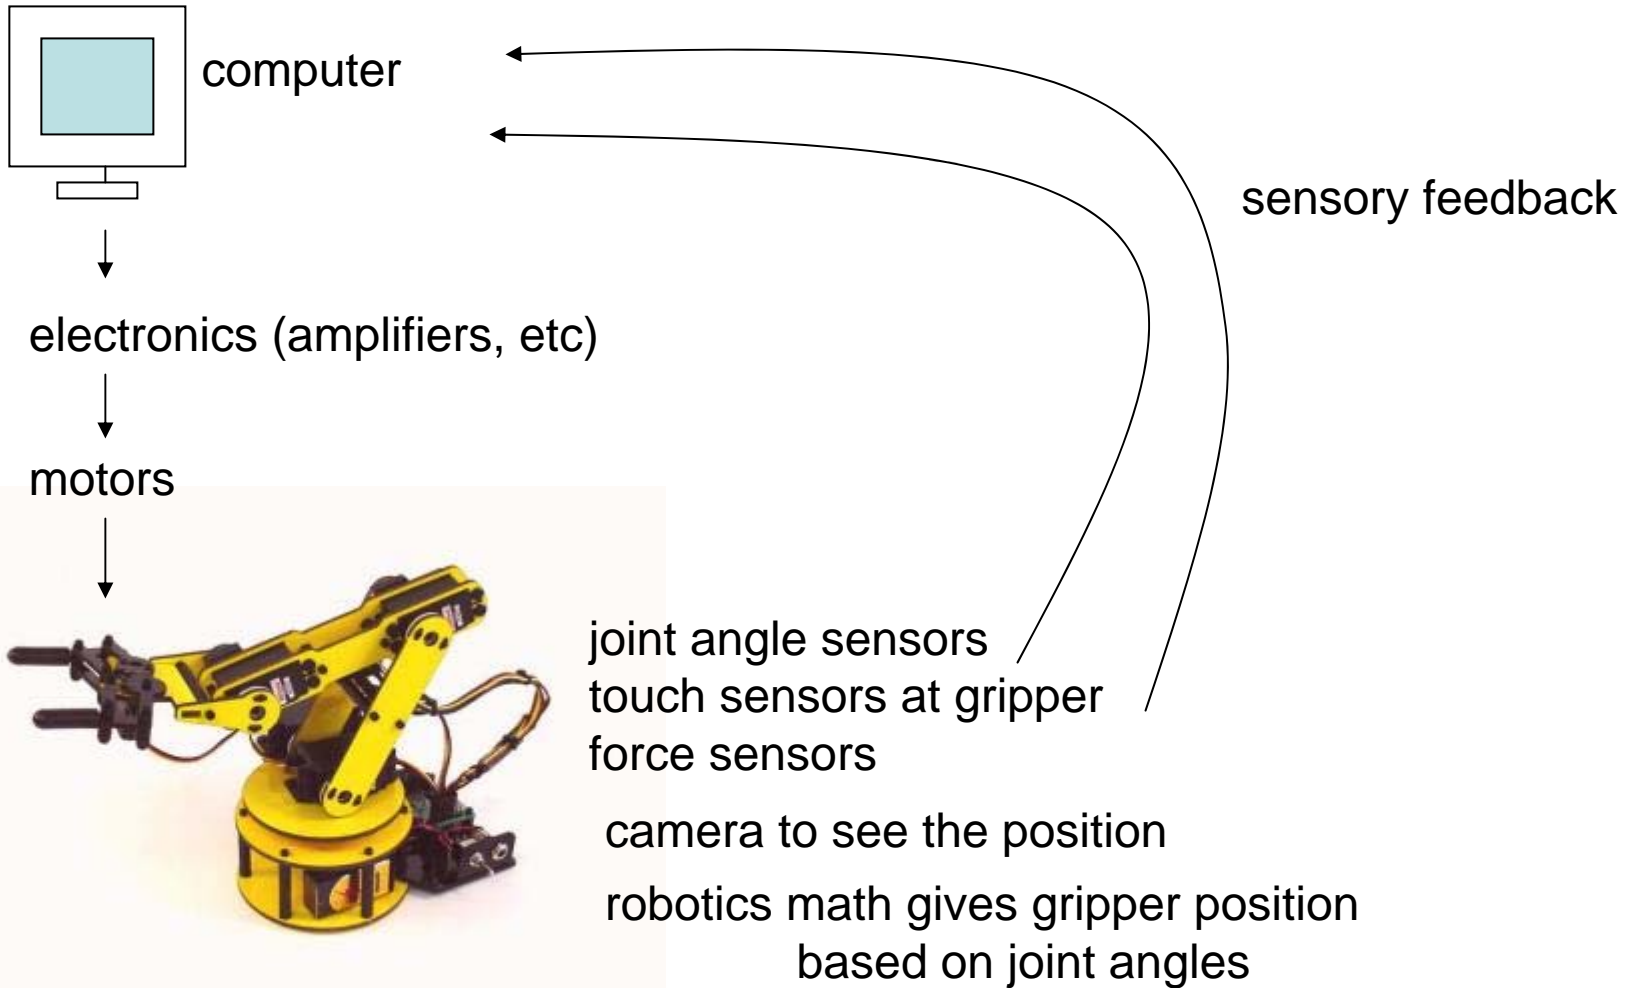 computer
sensory feedback
electronics (amplifiers, etc)
motors
joint angle sensors
touch sensors at gripper
force sensors
camera to see the position
robotics math gives gripper position
based on joint angles